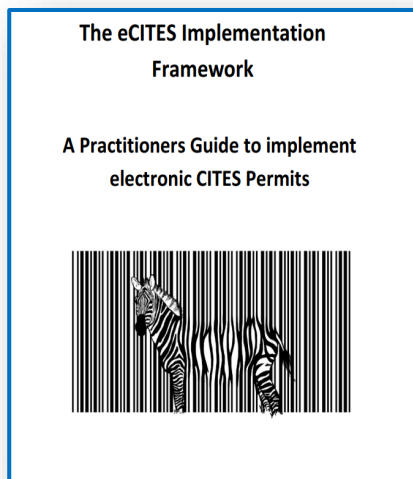 The eCITES Implementation
Framework
A Practitioners Guide to implement
electronic CITES Permits